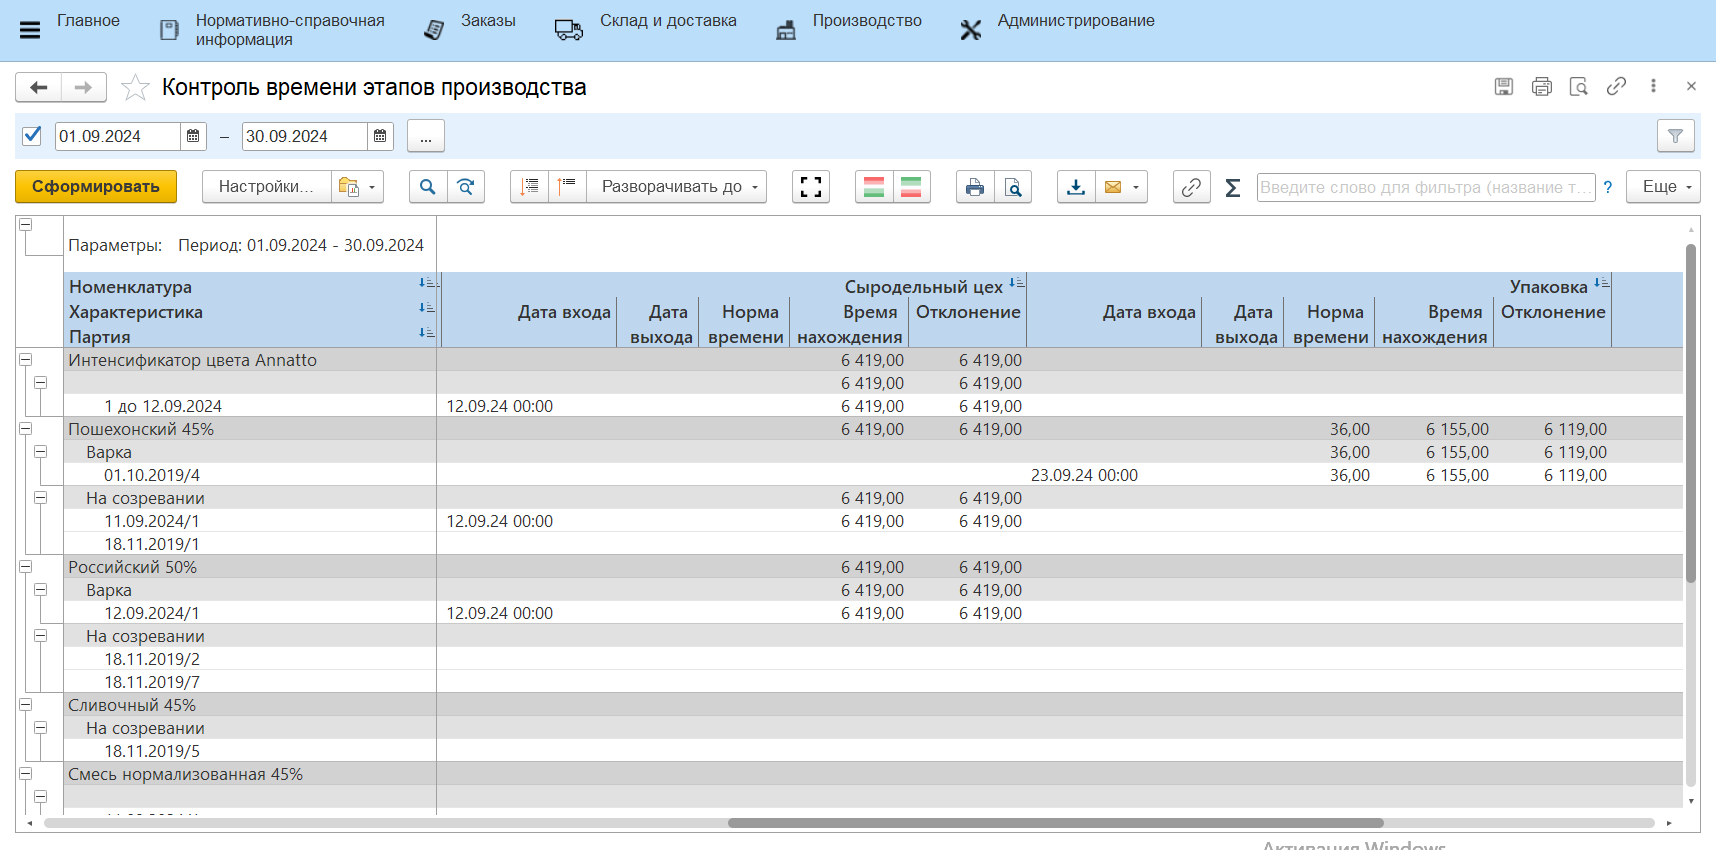 Главное
Нормативно-справочная
информация
Заказы
Склад и доставка
Производство
Администрирование
Контроль времени этапов производства
01.09.2024 – 30.09.2024 ...
Сформировать Настройки... Разворачивать до Σ Введите слово для фильтра (название т... ? Еще
Параметры: Период: 01.09.2024 - 30.09.2024
Номенклатура Сыродельный цех Упаковка
Характеристика Дата входа Дата Норма Время Отклонение Дата входа Дата Норма Время Отклонение
Партия выхода времени нахождения выхода времени нахождения
Интенсификатор цвета Annatto 6 419,00 6 419,00
6 419,00 6 419,00
1 до 12.09.2024 12.09.24 00:00 6 419,00 6 419,00
Пошехонский 45% 6 419,00 6 419,00 36,00 6 155,00 6 119,00
Варка 36,00 6 155,00 6 119,00
01.10.2019/4 23.09.24 00:00 36,00 6 155,00 6 119,00
На созревании 6 419,00 6 419,00
11.09.2024/1 12.09.24 00:00 6 419,00 6 419,00
18.11.2019/1
Российский 50% 6 419,00 6 419,00
Варка 6 419,00 6 419,00
12.09.2024/1 12.09.24 00:00 6 419,00 6 419,00
На созревании
18.11.2019/2
18.11.2019/7
Сливочный 45%
На созревании
18.11.2019/5
Смесь нормализованная 45%
Активация Windows